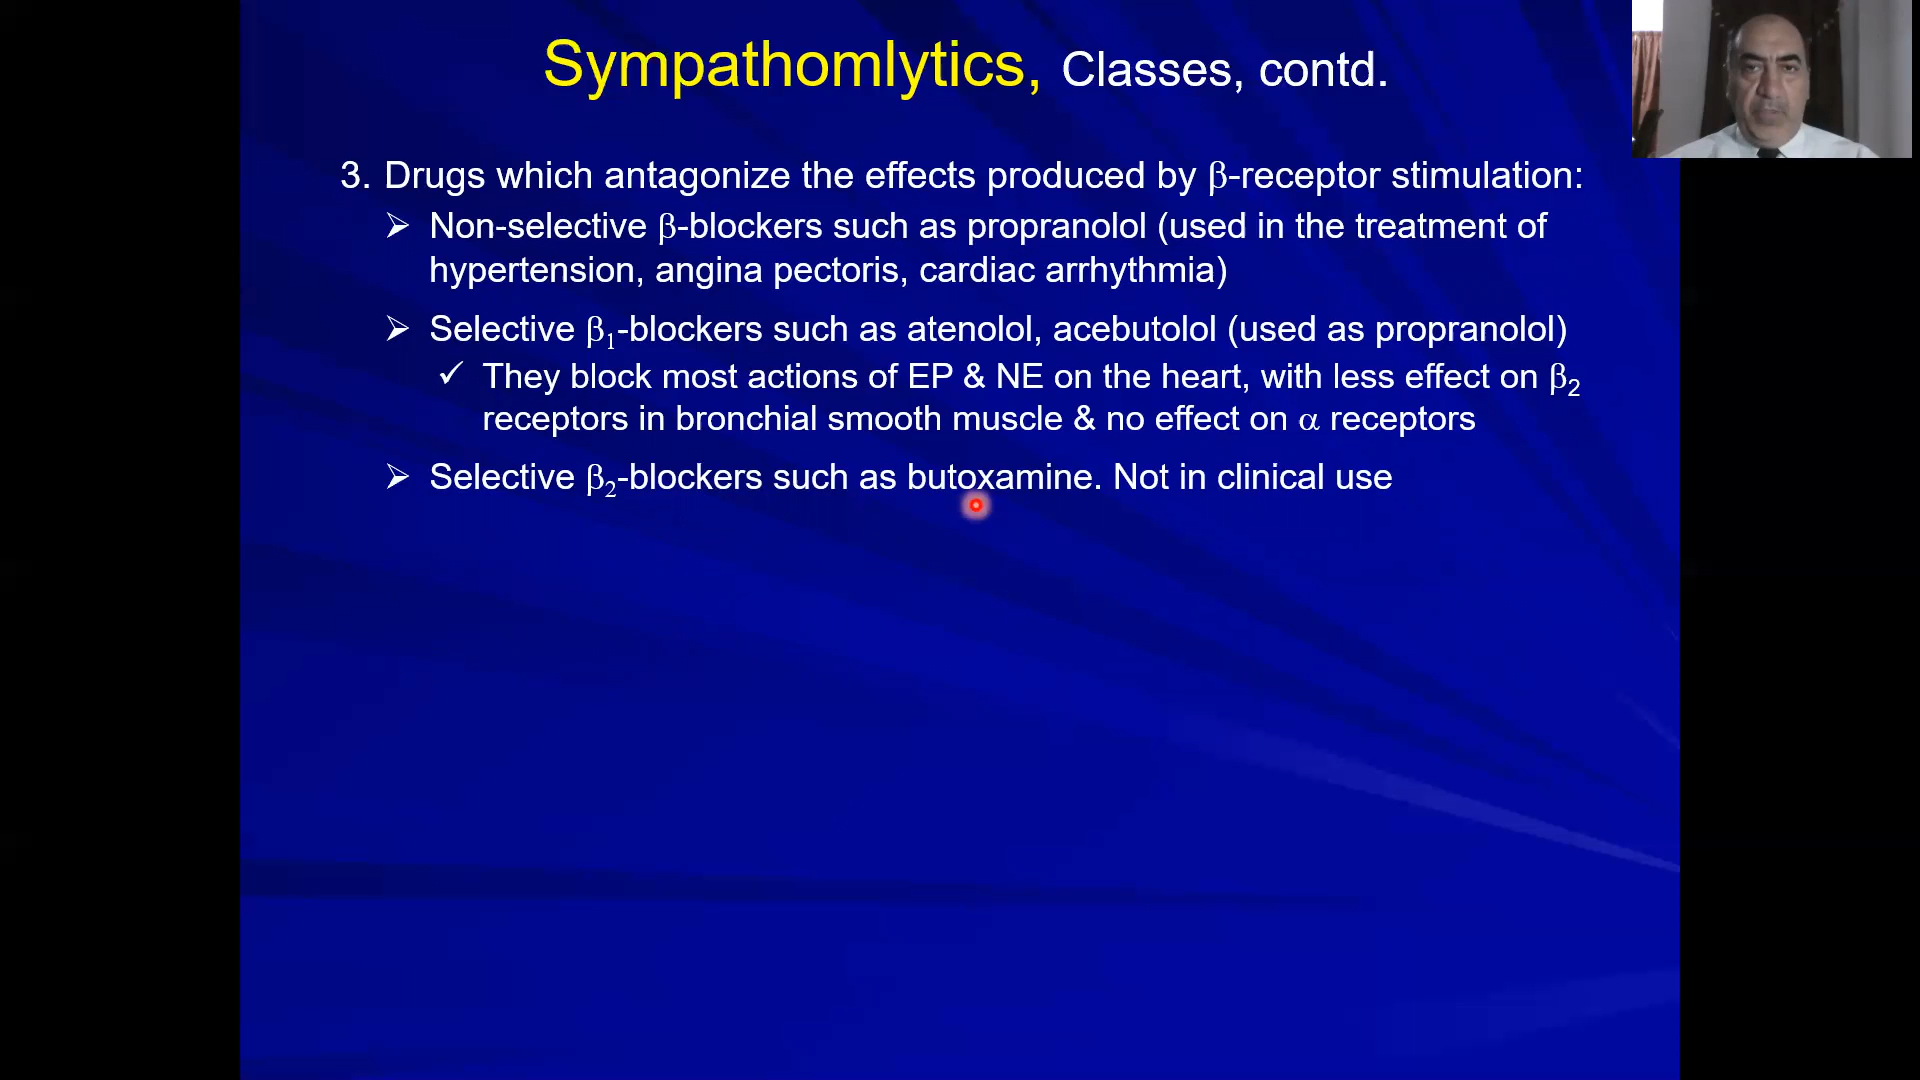 Sympathomlytics, Classes, contd.
3. Drugs which antagonize the effects produced by β-receptor stimulation:
➢ Non-selective β-blockers such as propranolol (used in the treatment of
hypertension, angina pectoris, cardiac arrhythmia)
➢ Selective β₁-blockers such as atenolol, acebutolol (used as propranolol)
✓ They block most actions of EP & NE on the heart, with less effect on β₂
receptors in bronchial smooth muscle & no effect on α receptors
➢ Selective β₂-blockers such as butoxamine. Not in clinical use